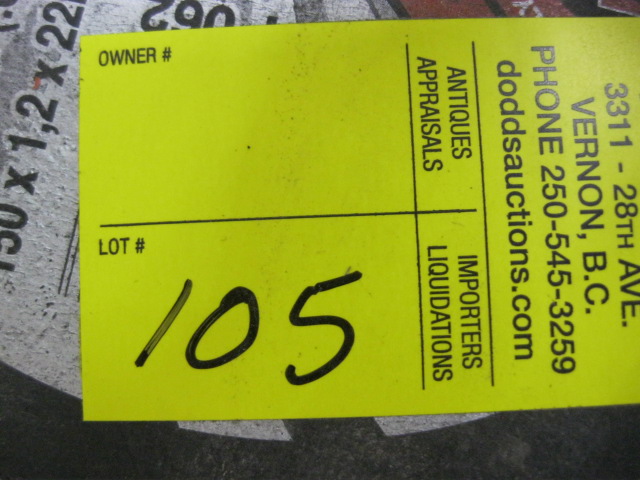 OWNER #
LOT #
105
3311 - 28TH AVE.
VERNON, B.C.
PHONE 250-545-3259
doddsauctions.com
ANTIQUES IMPORTERS
APPRAISALS LIQUIDATIONS
x 1,2 x 22